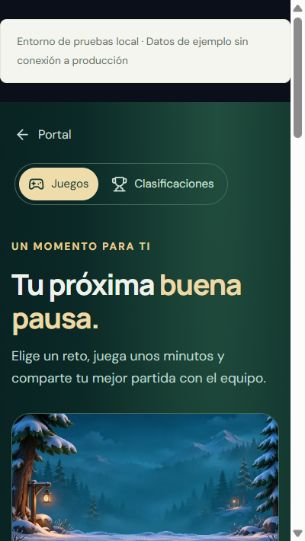 Entorno de pruebas local · Datos de ejemplo sin
conexión a producción
Portal
Juegos
Clasificaciones
UN MOMENTO PARA TI
Tu próxima buena
pausa.
Elige un reto, juega unos minutos y
comparte tu mejor partida con el equipo.